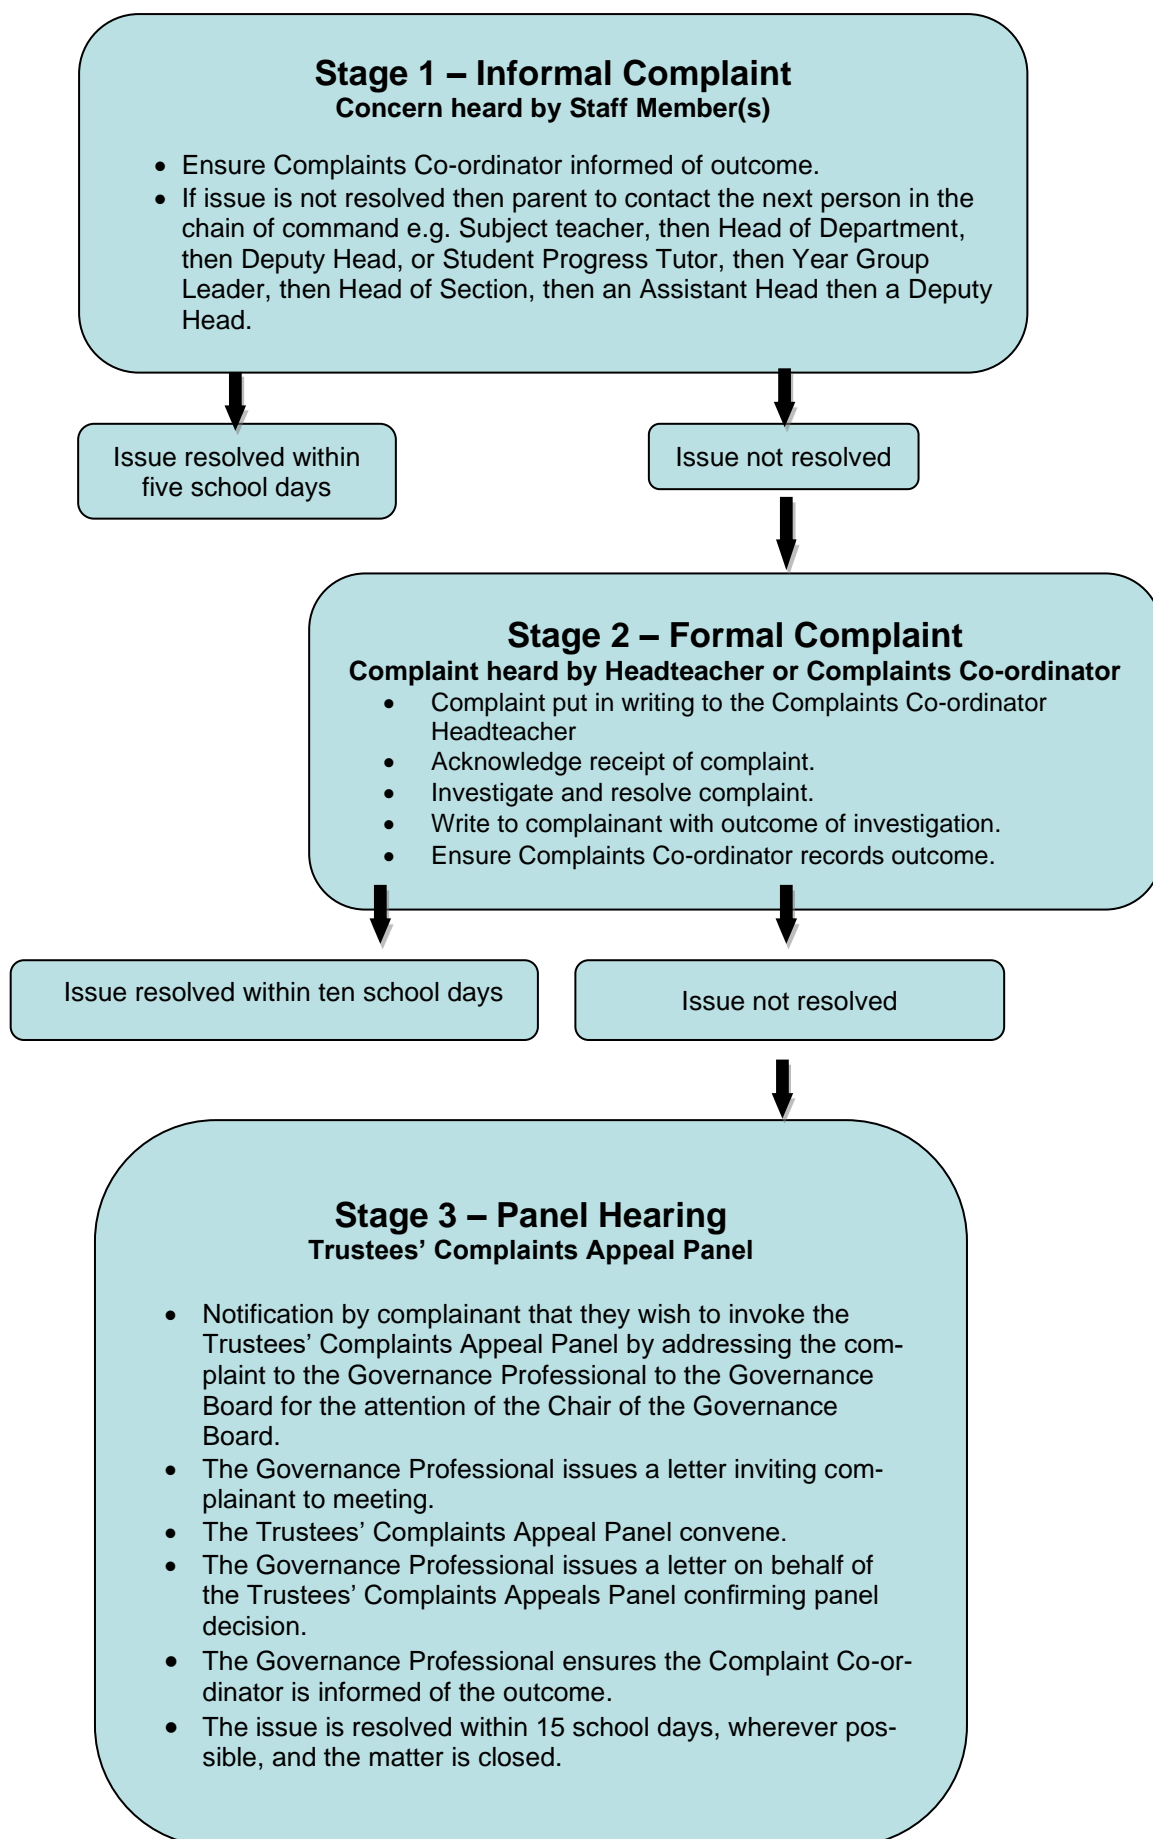 Stage 1 – Informal Complaint
Concern heard by Staff Member(s)
• Ensure Complaints Co-ordinator informed of outcome.
• If issue is not resolved then parent to contact the next person in the
chain of command e.g. Subject teacher, then Head of Department,
then Deputy Head, or Student Progress Tutor, then Year Group
Leader, then Head of Section, then an Assistant Head then a Deputy
Head.
Issue resolved within
five school days
Issue not resolved
Stage 2 – Formal Complaint
Complaint heard by Headteacher or Complaints Co-ordinator
• Complaint put in writing to the Complaints Co-ordinator
Headteacher
• Acknowledge receipt of complaint.
• Investigate and resolve complaint.
• Write to complainant with outcome of investigation.
• Ensure Complaints Co-ordinator records outcome.
Issue resolved within ten school days
Issue not resolved
Stage 3 – Panel Hearing
Trustees’ Complaints Appeal Panel
• Notification by complainant that they wish to invoke the
Trustees’ Complaints Appeal Panel by addressing the com-
plaint to the Governance Professional to the Governance
Board for the attention of the Chair of the Governance
Board.
• The Governance Professional issues a letter inviting com-
plainant to meeting.
• The Trustees’ Complaints Appeal Panel convene.
• The Governance Professional issues a letter on behalf of
the Trustees’ Complaints Appeals Panel confirming panel
decision.
• The Governance Professional ensures the Complaint Co-or-
dinator is informed of the outcome.
• The issue is resolved within 15 school days, wherever pos-
sible, and the matter is closed.